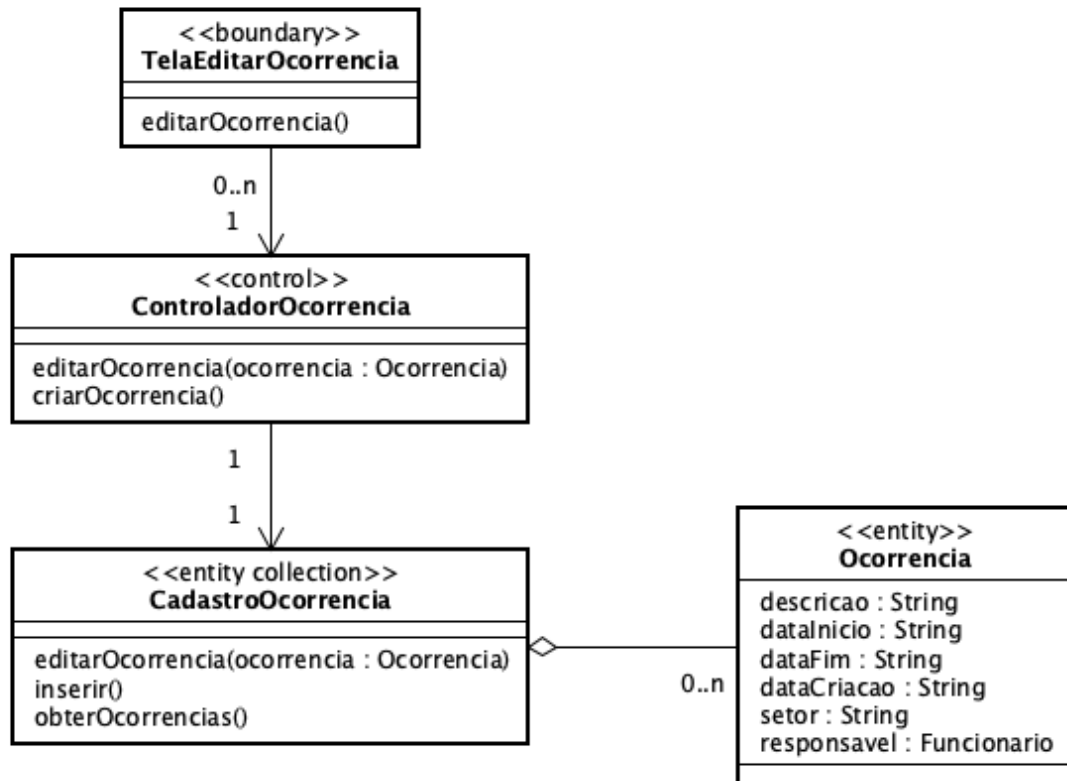 <<boundary>>
TelaEditarOcorrencia
editarOcorrencia()
0..n
1
<<control>>
ControladorOcorrencia
editarOcorrencia(ocorrencia : Ocorrencia)
criarOcorrencia()
1
1
<<entity collection>>
CadastroOcorrencia
editarOcorrencia(ocorrencia : Ocorrencia)
inserir()
obterOcorrencias()
0..n
<<entity>>
Ocorrencia
descricao : String
dataInicio : String
dataFim : String
dataCriacao : String
setor : String
responsavel : Funcionario